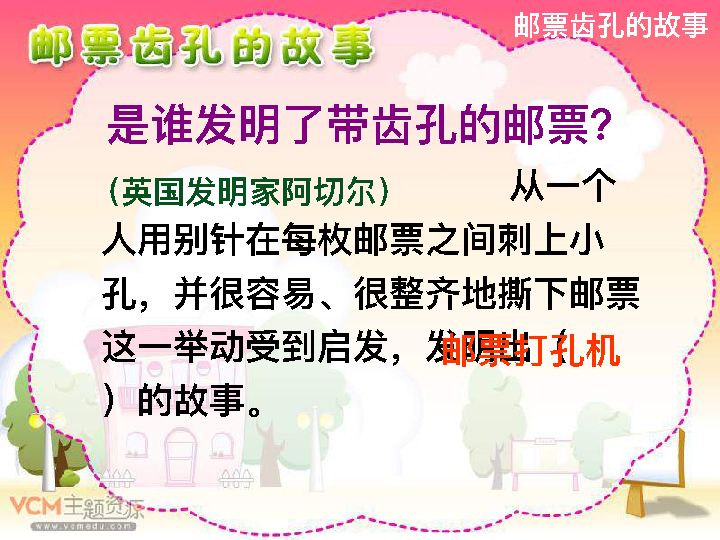 邮票齿孔的故事
邮票齿孔的故事
是谁发明了带齿孔的邮票？
（英国发明家阿切尔） 从一个
人用别针在每枚邮票之间刺上小
孔，并很容易、很整齐地撕下邮票
这一举动受到启发，发明出（
邮票打孔机
）的故事。
VCM主题资源
www.vcmedu.com